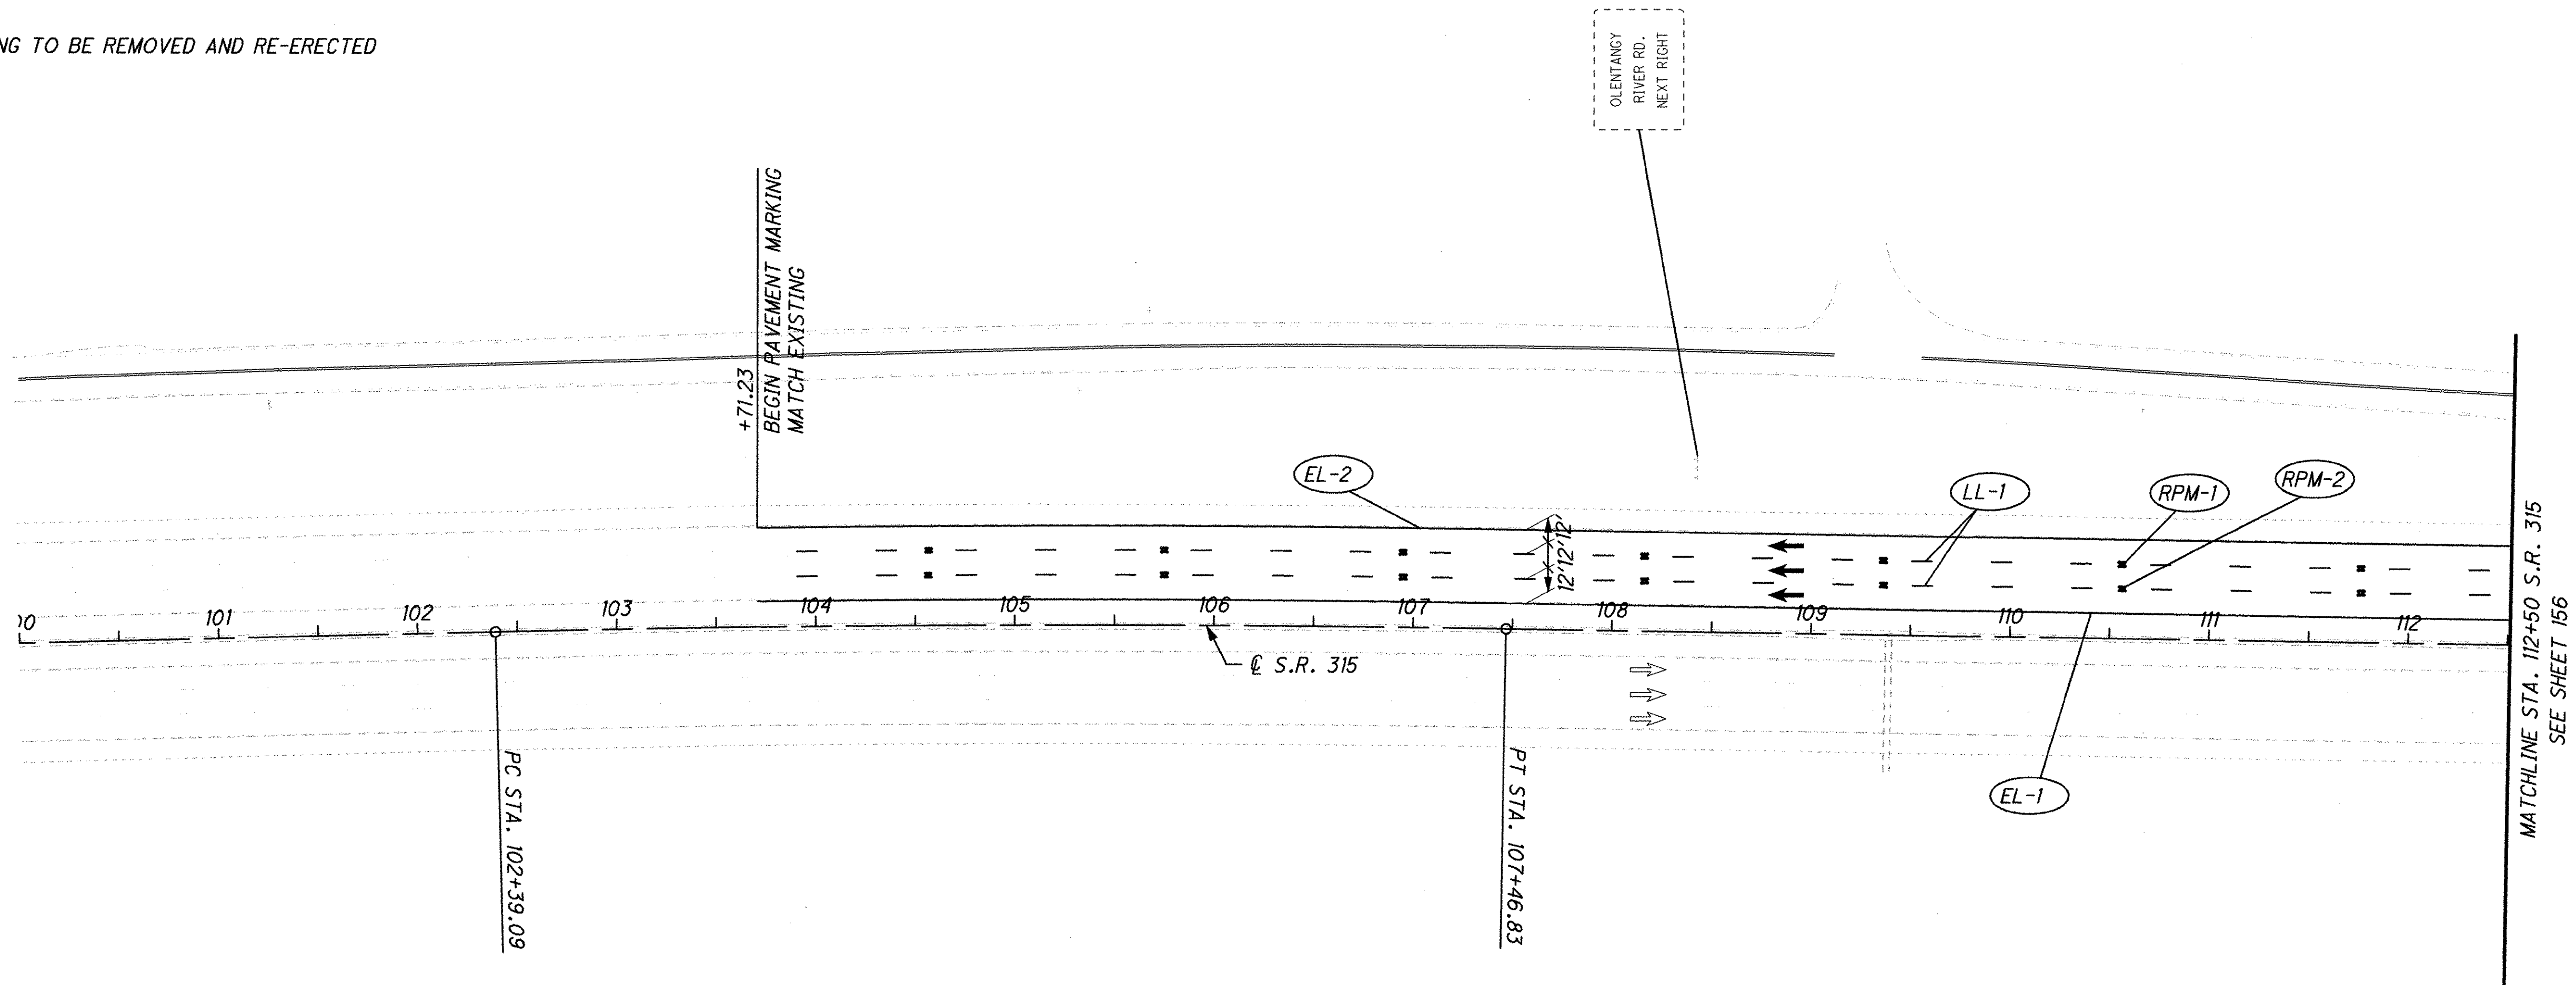 NG TO BE REMOVED AND RE-ERECTED
OLENTANGY
RIVER RD.
NEXT RIGHT
+71.23
BEGIN PAVEMENT MARKING
MATCH EXISTING
EL-2
LL-1
RPM-1
RPM-2
12'12'12'
101
102
103
104
105
106
107
108
109
110
111
112
℄ S.R. 315
EL-1
PC STA. 102+39.09
PT STA. 107+46.83
MATCHLINE STA. 112+50 S.R. 315
SEE SHEET 156